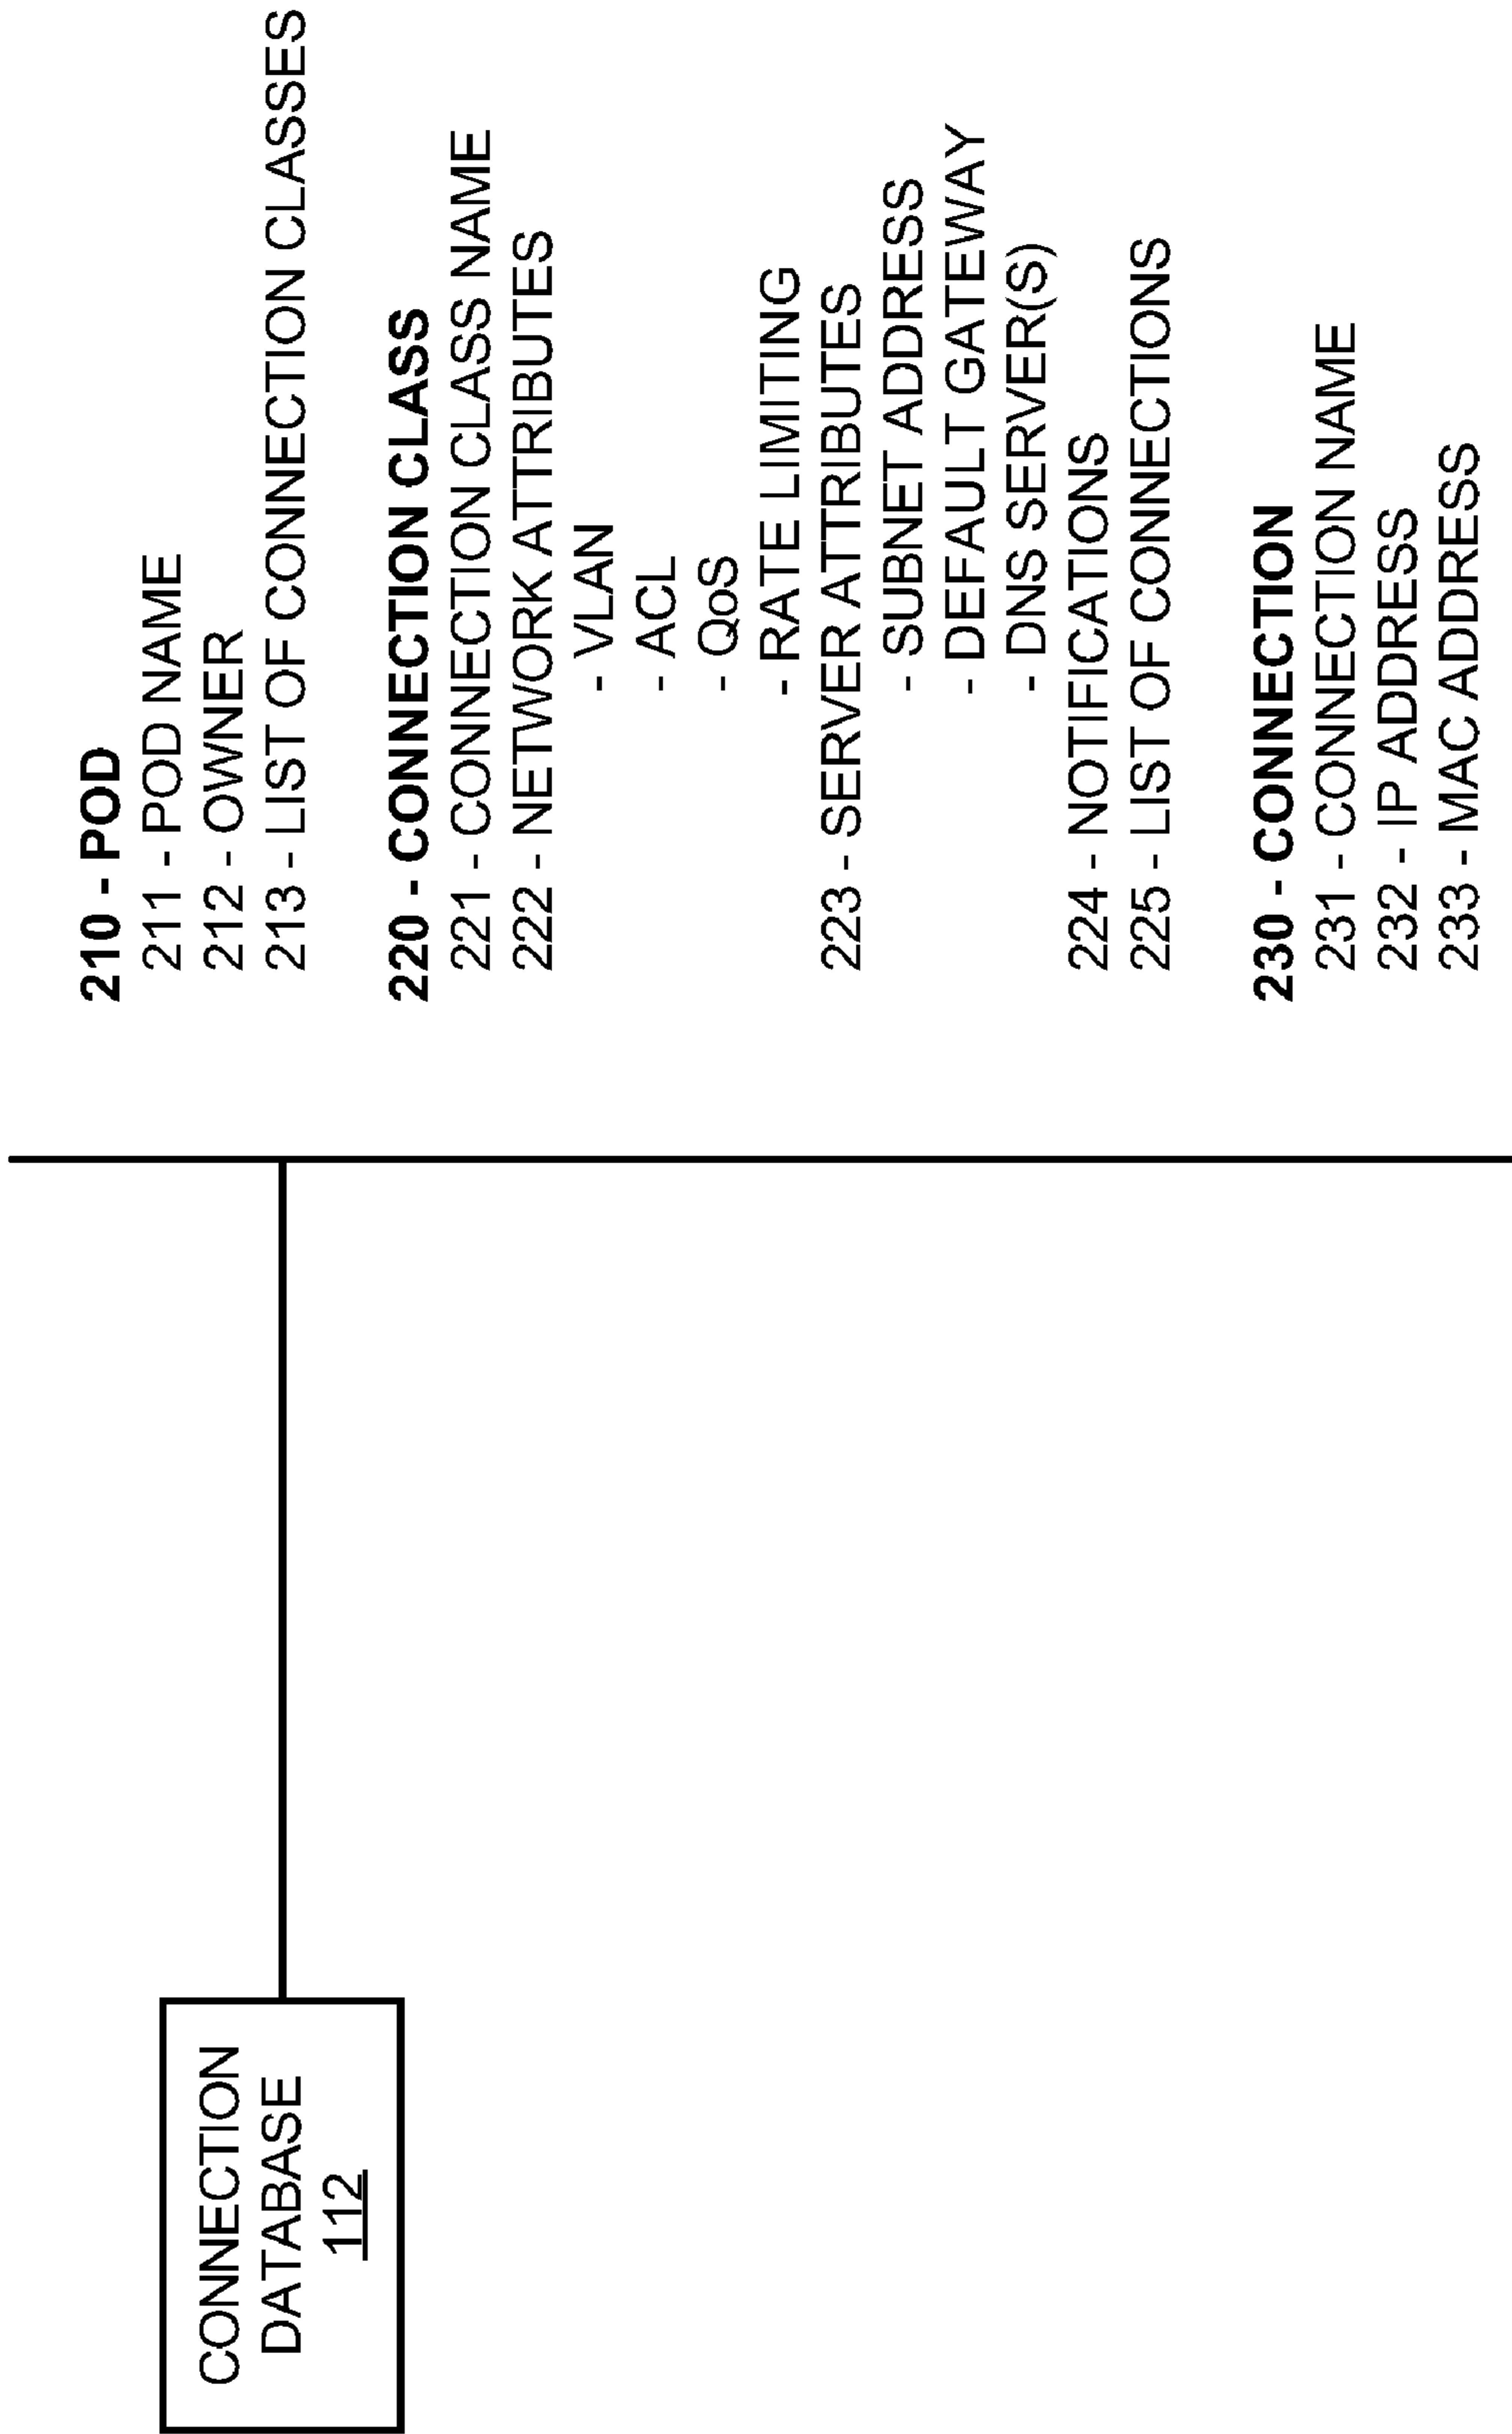 CONNECTION
DATABASE
112
210 - POD
211 - POD NAME
212 - OWNER
213 - LIST OF CONNECTION CLASSES
220 - CONNECTION CLASS
221 - CONNECTION CLASS NAME
222 - NETWORK ATTRIBUTES
- VLAN
- ACL
- QoS
- RATE LIMITING
223 - SERVER ATTRIBUTES
- SUBNET ADDRESS
- DEFAULT GATEWAY
- DNS SERVER(S)
224 - NOTIFICATIONS
225 - LIST OF CONNECTIONS
230 - CONNECTION
231 - CONNECTION NAME
232 - IP ADDRESS
233 - MAC ADDRESS